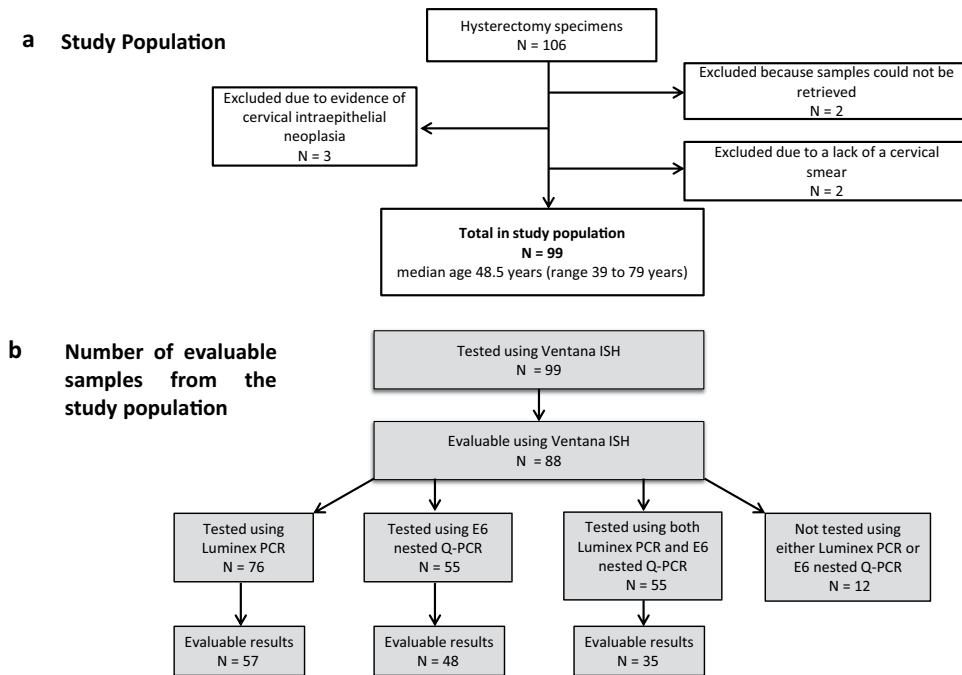 a Study Population
Hysterectomy specimens
N = 106
Excluded because samples could not be
retrieved
N = 2
Excluded due to evidence of
cervical intraepithelial
neoplasia
N = 3
Excluded due to a lack of a cervical
smear
N = 2
Total in study population
N = 99
median age 48.5 years (range 39 to 79 years)
b Number of evaluable
samples from the
study population
Tested using Ventana ISH
N = 99
Evaluable using Ventana ISH
N = 88
Tested using
Luminex PCR
N = 76
Tested using E6
nested Q-PCR
N = 55
Tested using both
Luminex PCR and E6
nested Q-PCR
N = 55
Not tested using
either Luminex PCR or
E6 nested Q-PCR
N = 12
Evaluable results
N = 57
Evaluable results
N = 48
Evaluable results
N = 35